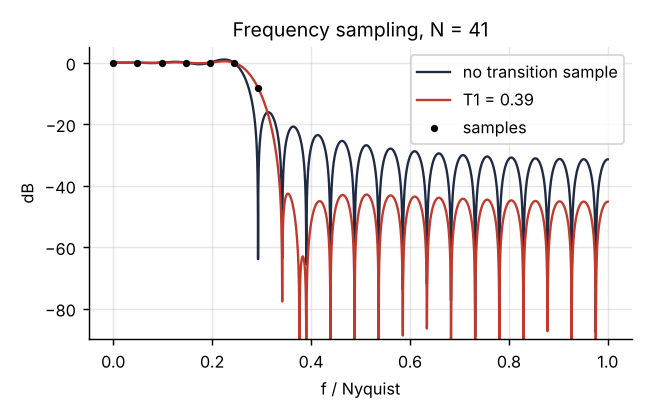 Frequency sampling, N = 41
no transition sample
T1 = 0.39
samples
dB
0
−20
−40
−60
−80
0.0 0.2 0.4 0.6 0.8 1.0
f / Nyquist